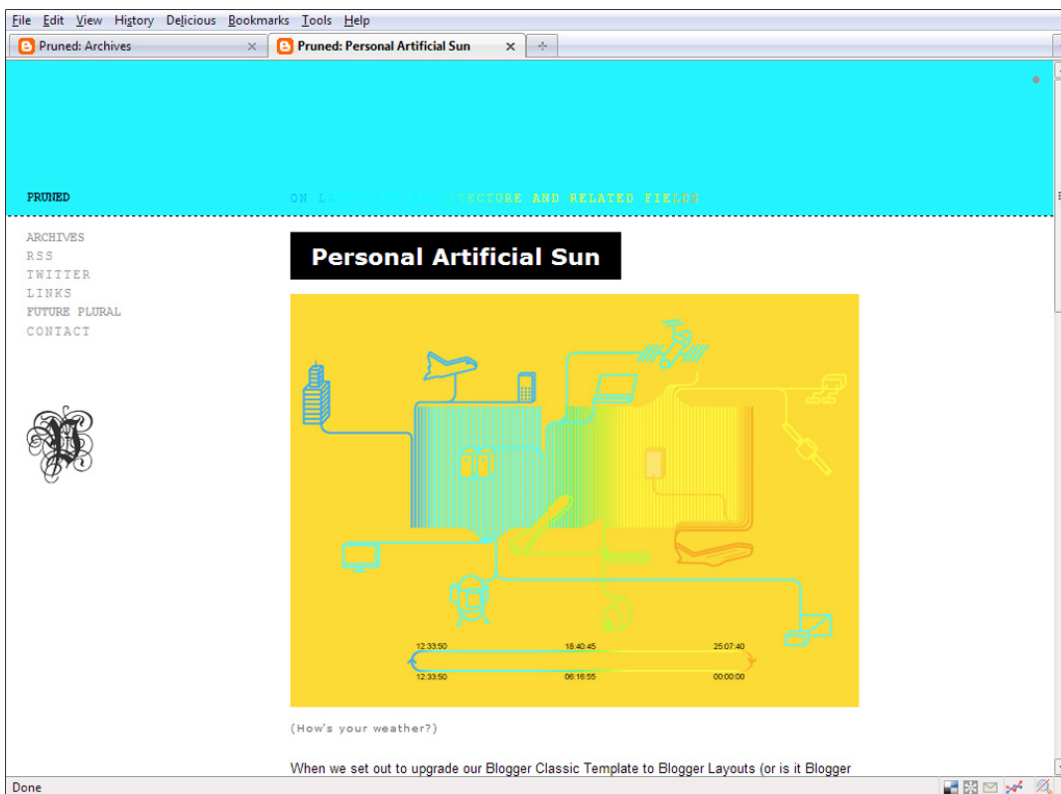 File Edit View History Delicious Bookmarks Tools Help
Pruned: Archives
Pruned: Personal Artificial Sun
PRUNED
ON LANDSCAPE ARCHITECTURE AND RELATED FIELDS
ARCHIVES
RSS
TWITTER
LINKS
FUTURE PLURAL
CONTACT
Personal Artificial Sun
12:33:50 18:40:45 25:07:40
12:33:50 06:16:55 00:00:00
(How's your weather?)
When we set out to upgrade our Blogger Classic Template to Blogger Layouts (or is it Blogger
Done